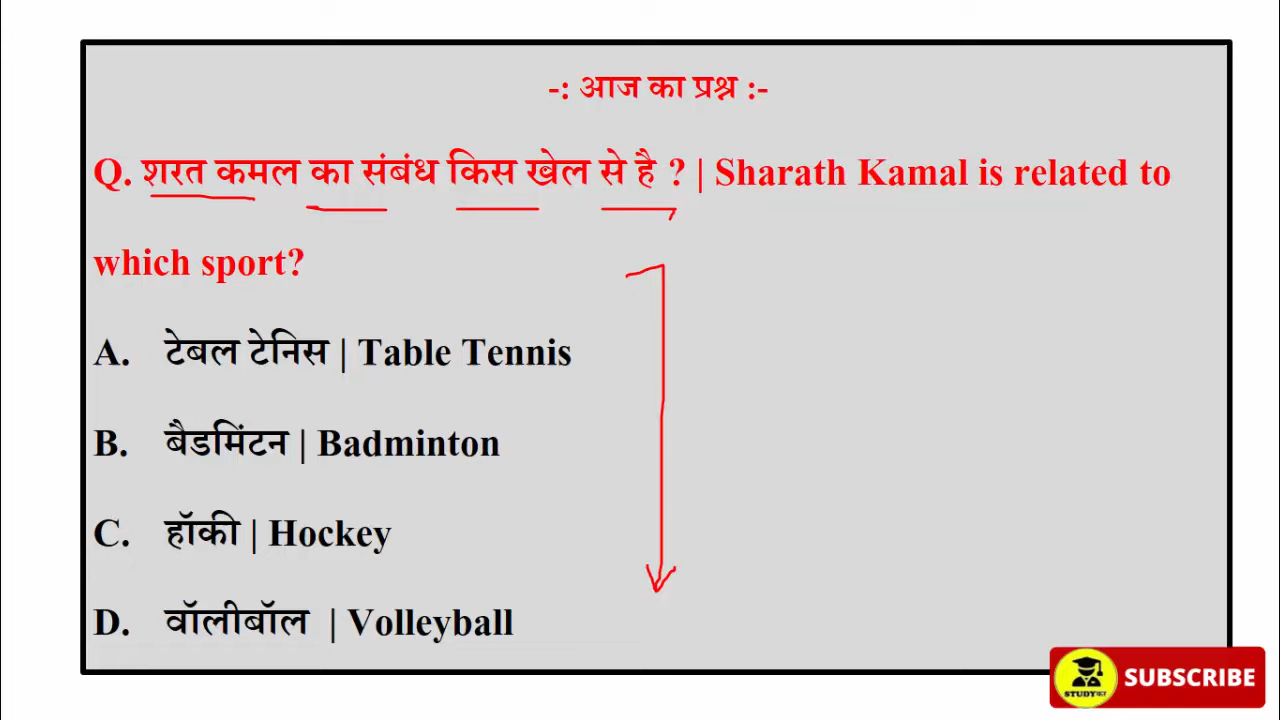 -: आज का प्रश्न :-
Q. शरत कमल का संबंध किस खेल से है ? | Sharath Kamal is related to
which sport?
A. टेबल टेनिस | Table Tennis
B. बैडमिंटन | Badminton
C. हॉकी | Hockey
D. वॉलीबॉल | Volleyball
SUBSCRIBE